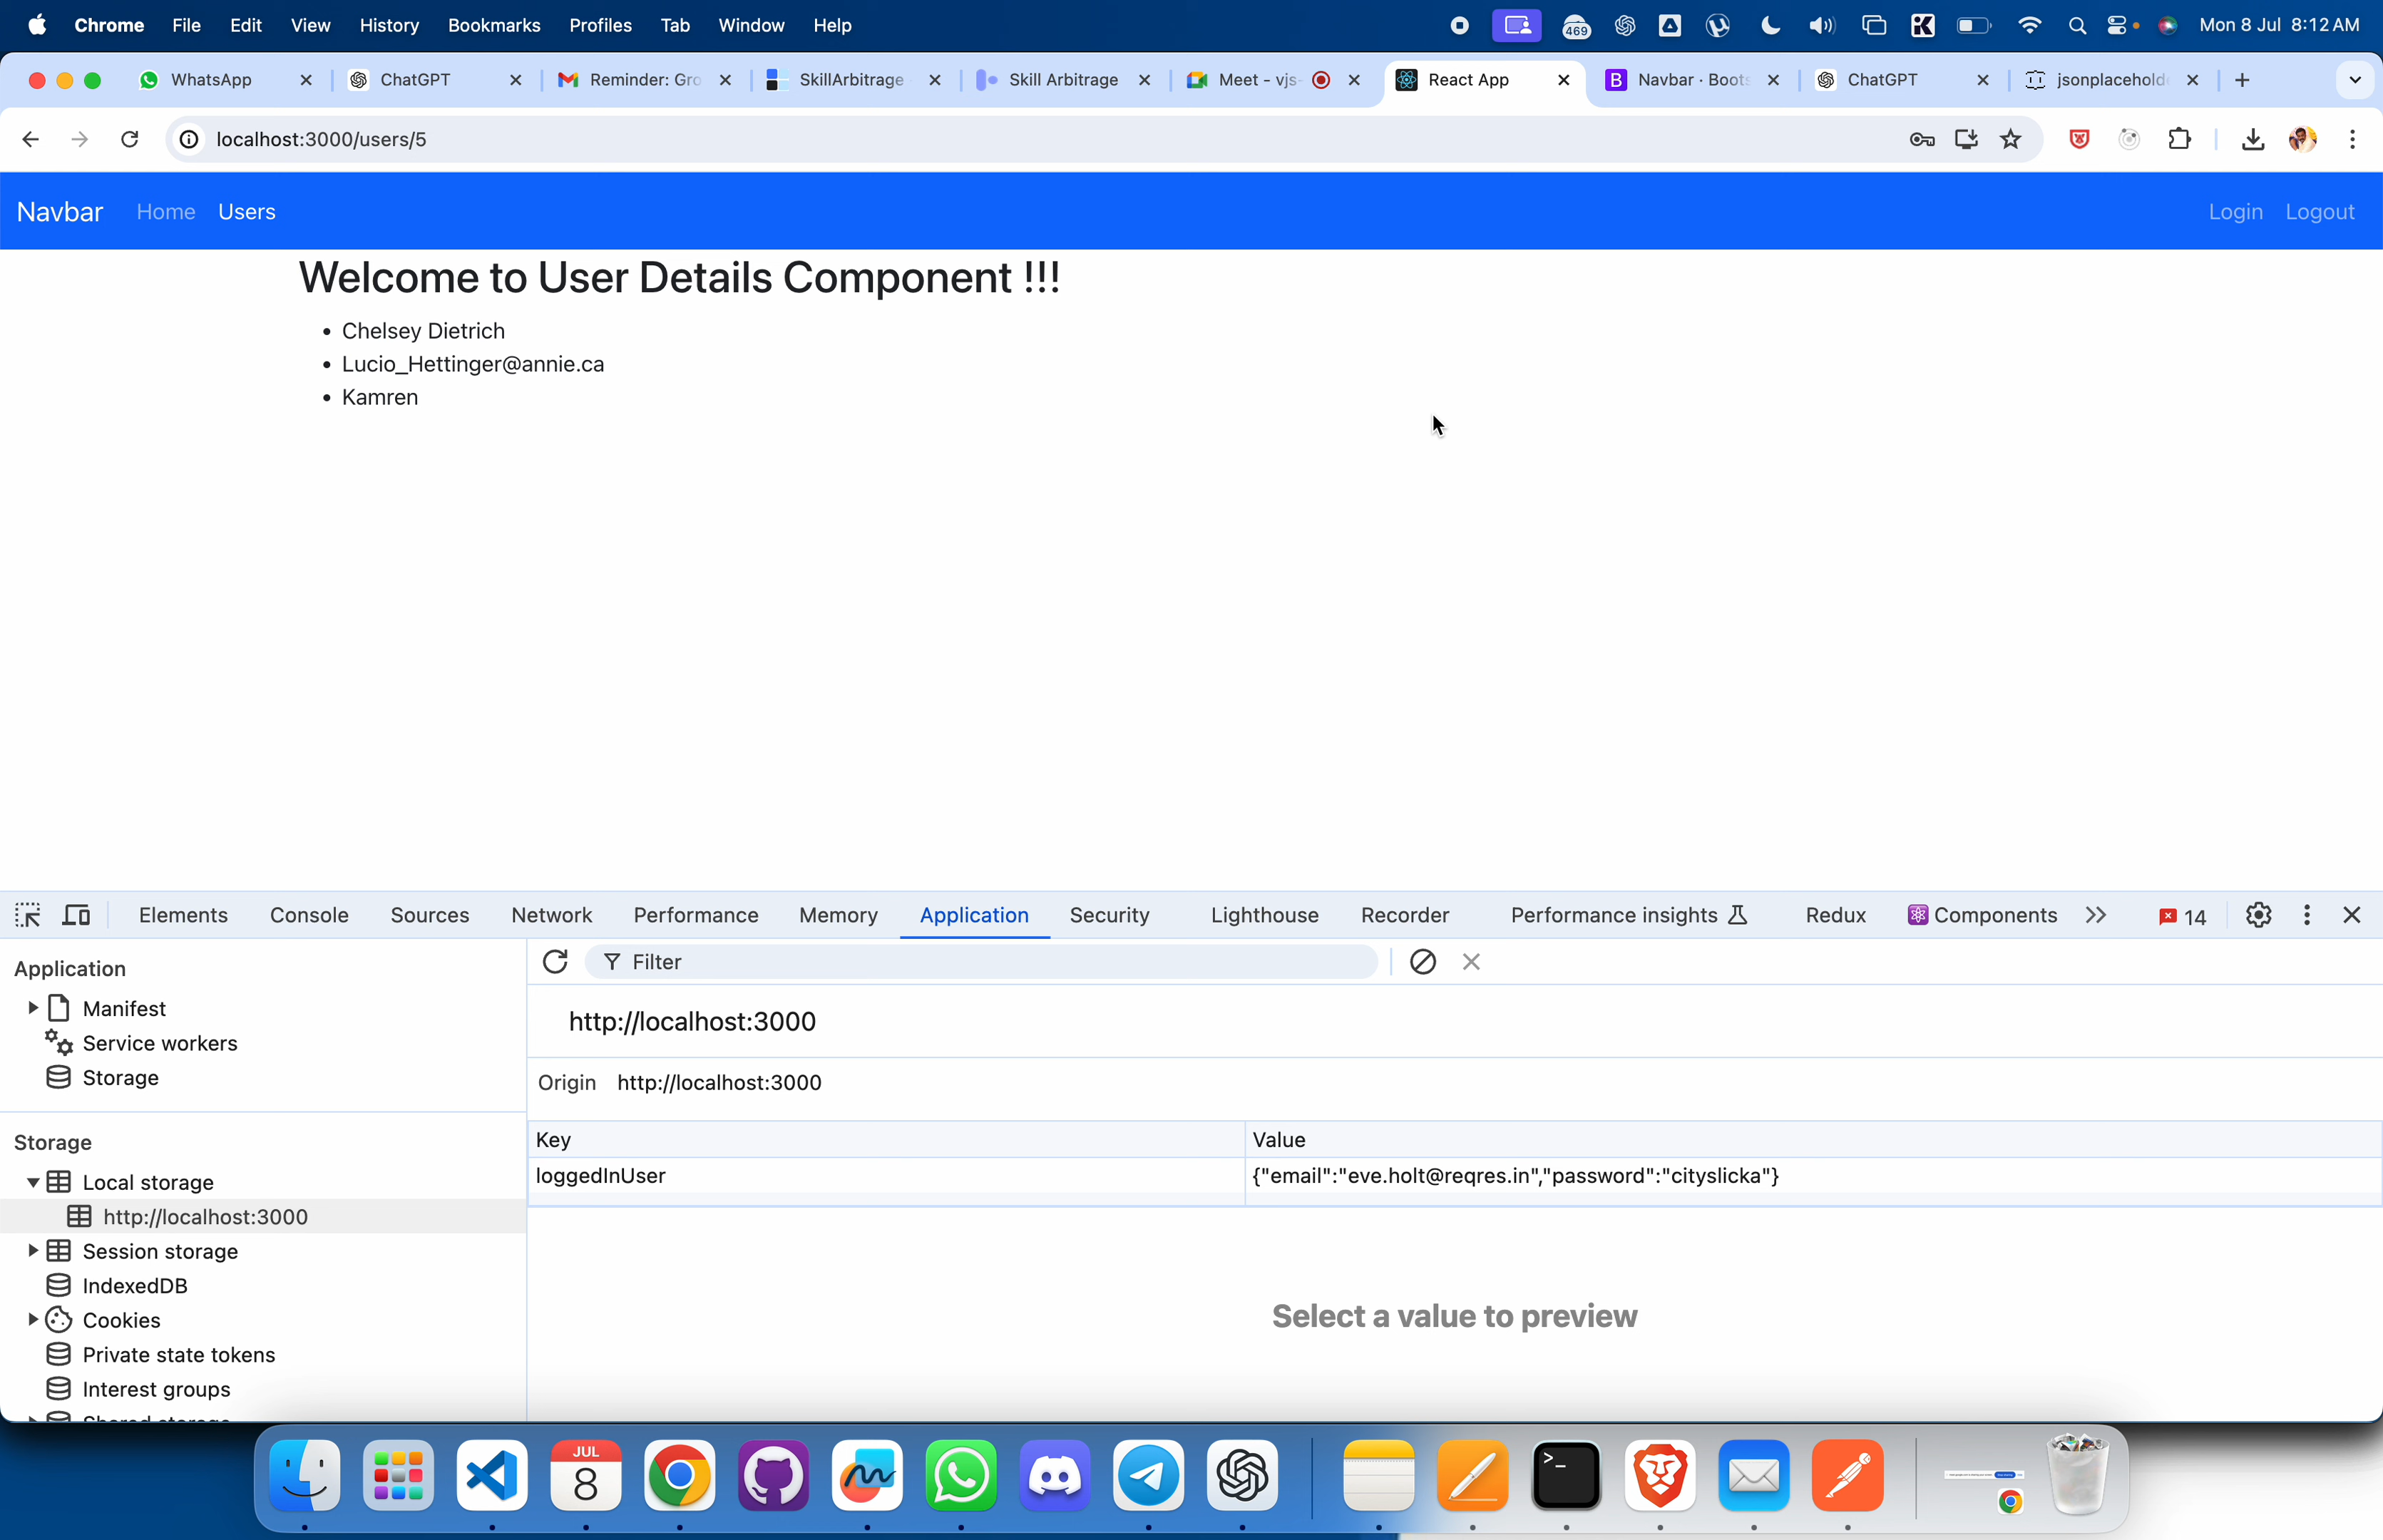 Chrome File Edit View History Bookmarks Profiles Tab Window Help 469 Mon 8 Jul 8:12 AM
WhatsApp ChatGPT Reminder: Gro SkillArbitrage Skill Arbitrage Meet - vjs- React App Navbar · Boots ChatGPT jsonplacehold
localhost:3000/users/5
Navbar Home Users Login Logout
Welcome to User Details Component !!!
Chelsey Dietrich
Lucio_Hettinger@annie.ca
Kamren
Elements Console Sources Network Performance Memory Application Security Lighthouse Recorder Performance insights Redux Components 14
Application
Manifest
Service workers
Storage
Storage
Local storage
http://localhost:3000
Session storage
IndexedDB
Cookies
Private state tokens
Interest groups
Shared storage
Filter
http://localhost:3000
Origin http://localhost:3000
Key Value
loggedInUser {"email":"eve.holt@reqres.in","password":"cityslicka"}
Select a value to preview
JUL
8